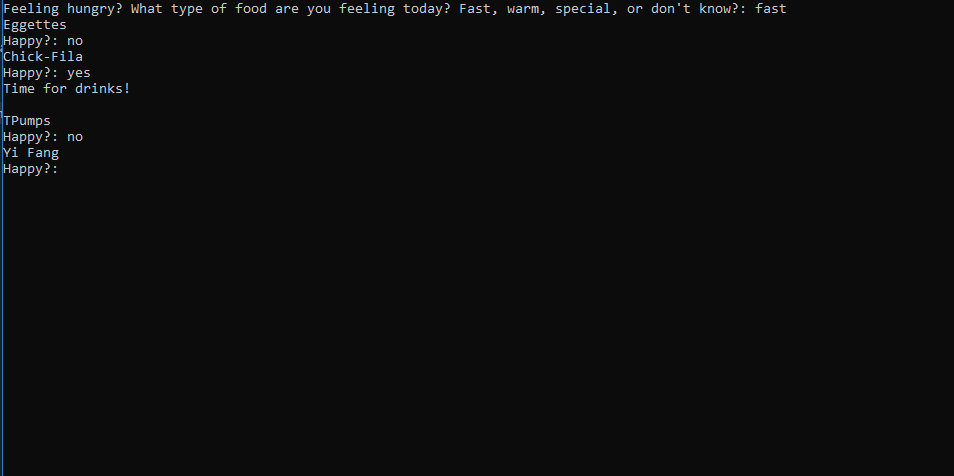 Feeling hungry? What type of food are you feeling today? Fast, warm, special, or don't know?: fast
Eggettes
Happy?: no
Chick-Fila
Happy?: yes
Time for drinks!
TPumps
Happy?: no
Yi Fang
Happy?: